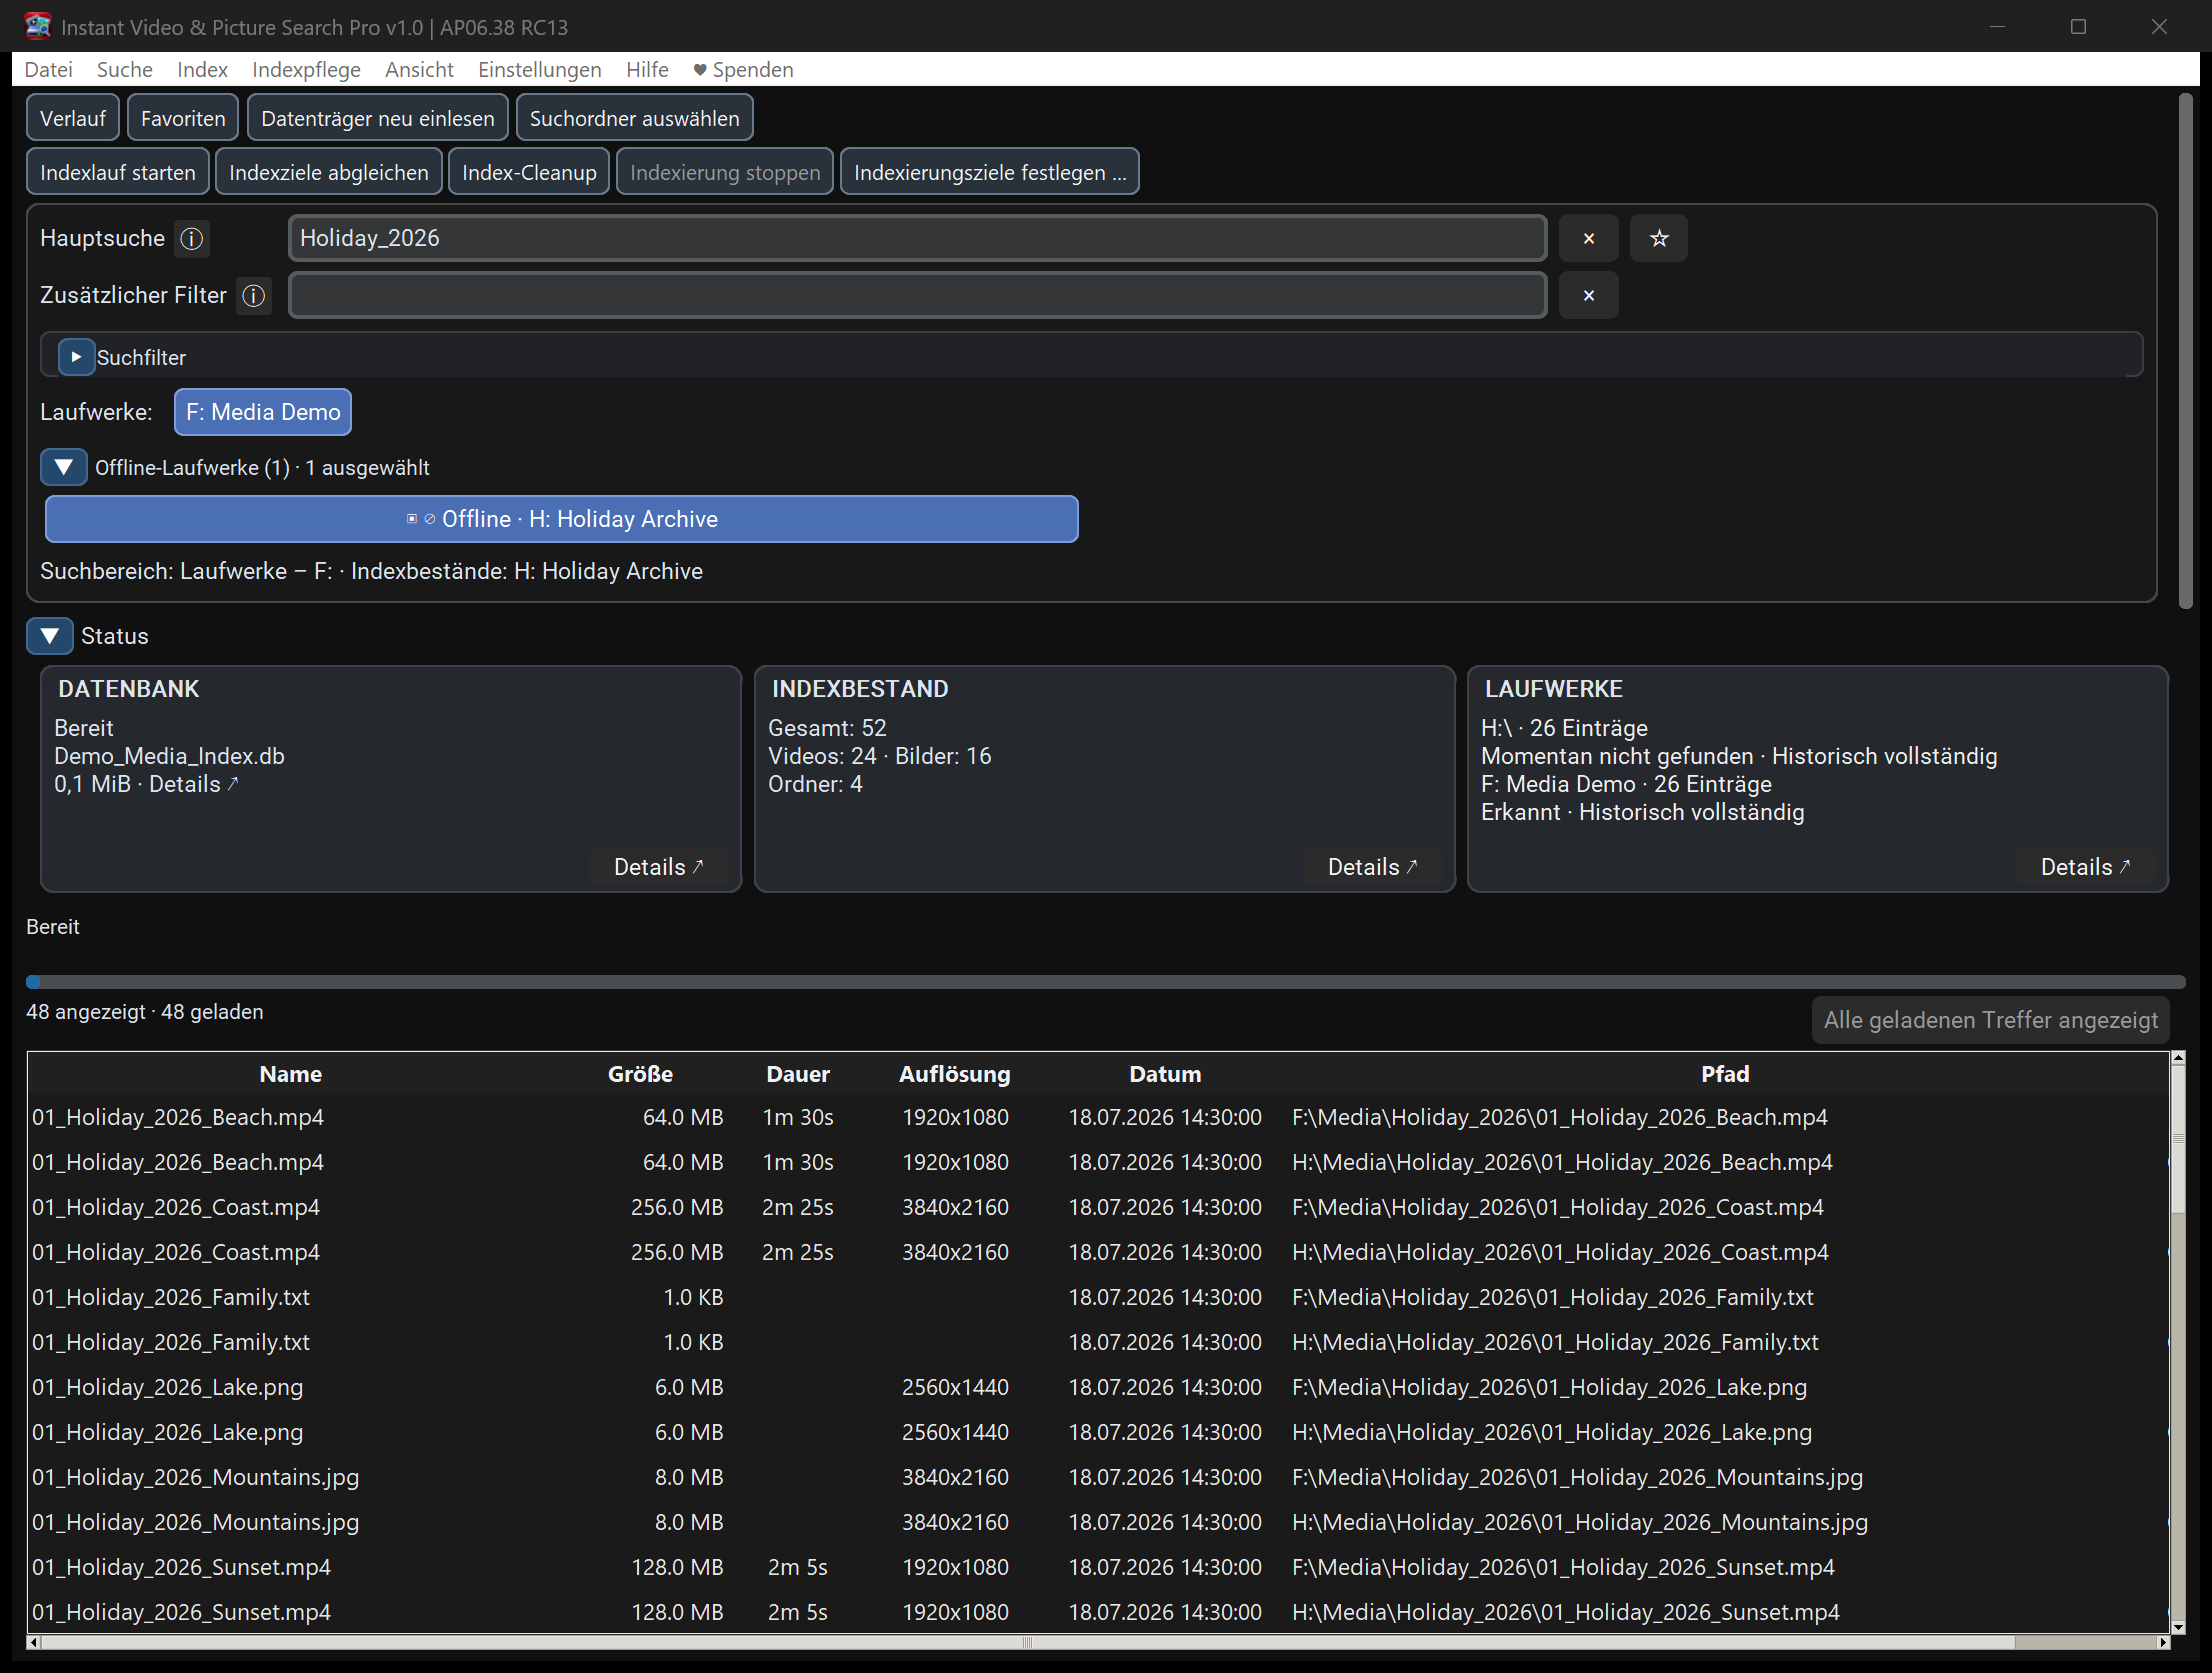 Instant Video & Picture Search Pro v1.0 | AP06.38 RC13
Datei Suche Index Indexpflege Ansicht Einstellungen Hilfe ♥ Spenden
Verlauf Favoriten Datenträger neu einlesen Suchordner auswählen
Indexlauf starten Indexziele abgleichen Index-Cleanup Indexierung stoppen Indexierungsziele festlegen ...
Hauptsuche ⓘ Holiday_2026 × ☆
Zusätzlicher Filter ⓘ ×
Suchfilter
Laufwerke: F: Media Demo
Offline-Laufwerke (1) · 1 ausgewählt
Offline · H: Holiday Archive
Suchbereich: Laufwerke – F: · Indexbestände: H: Holiday Archive
Status
DATENBANK
Bereit
Demo_Media_Index.db
0,1 MiB · Details ↗
Details ↗
INDEXBESTAND
Gesamt: 52
Videos: 24 · Bilder: 16
Ordner: 4
Details ↗
LAUFWERKE
H:\ · 26 Einträge
Momentan nicht gefunden · Historisch vollständig
F: Media Demo · 26 Einträge
Erkannt · Historisch vollständig
Details ↗
Bereit
48 angezeigt · 48 geladen
Alle geladenen Treffer angezeigt
Name Größe Dauer Auflösung Datum Pfad
01_Holiday_2026_Beach.mp4 64.0 MB 1m 30s 1920x1080 18.07.2026 14:30:00 F:\Media\Holiday_2026\01_Holiday_2026_Beach.mp4
01_Holiday_2026_Beach.mp4 64.0 MB 1m 30s 1920x1080 18.07.2026 14:30:00 H:\Media\Holiday_2026\01_Holiday_2026_Beach.mp4
01_Holiday_2026_Coast.mp4 256.0 MB 2m 25s 3840x2160 18.07.2026 14:30:00 F:\Media\Holiday_2026\01_Holiday_2026_Coast.mp4
01_Holiday_2026_Coast.mp4 256.0 MB 2m 25s 3840x2160 18.07.2026 14:30:00 H:\Media\Holiday_2026\01_Holiday_2026_Coast.mp4
01_Holiday_2026_Family.txt 1.0 KB 18.07.2026 14:30:00 F:\Media\Holiday_2026\01_Holiday_2026_Family.txt
01_Holiday_2026_Family.txt 1.0 KB 18.07.2026 14:30:00 H:\Media\Holiday_2026\01_Holiday_2026_Family.txt
01_Holiday_2026_Lake.png 6.0 MB 2560x1440 18.07.2026 14:30:00 F:\Media\Holiday_2026\01_Holiday_2026_Lake.png
01_Holiday_2026_Lake.png 6.0 MB 2560x1440 18.07.2026 14:30:00 H:\Media\Holiday_2026\01_Holiday_2026_Lake.png
01_Holiday_2026_Mountains.jpg 8.0 MB 3840x2160 18.07.2026 14:30:00 F:\Media\Holiday_2026\01_Holiday_2026_Mountains.jpg
01_Holiday_2026_Mountains.jpg 8.0 MB 3840x2160 18.07.2026 14:30:00 H:\Media\Holiday_2026\01_Holiday_2026_Mountains.jpg
01_Holiday_2026_Sunset.mp4 128.0 MB 2m 5s 1920x1080 18.07.2026 14:30:00 F:\Media\Holiday_2026\01_Holiday_2026_Sunset.mp4
01_Holiday_2026_Sunset.mp4 128.0 MB 2m 5s 1920x1080 18.07.2026 14:30:00 H:\Media\Holiday_2026\01_Holiday_2026_Sunset.mp4